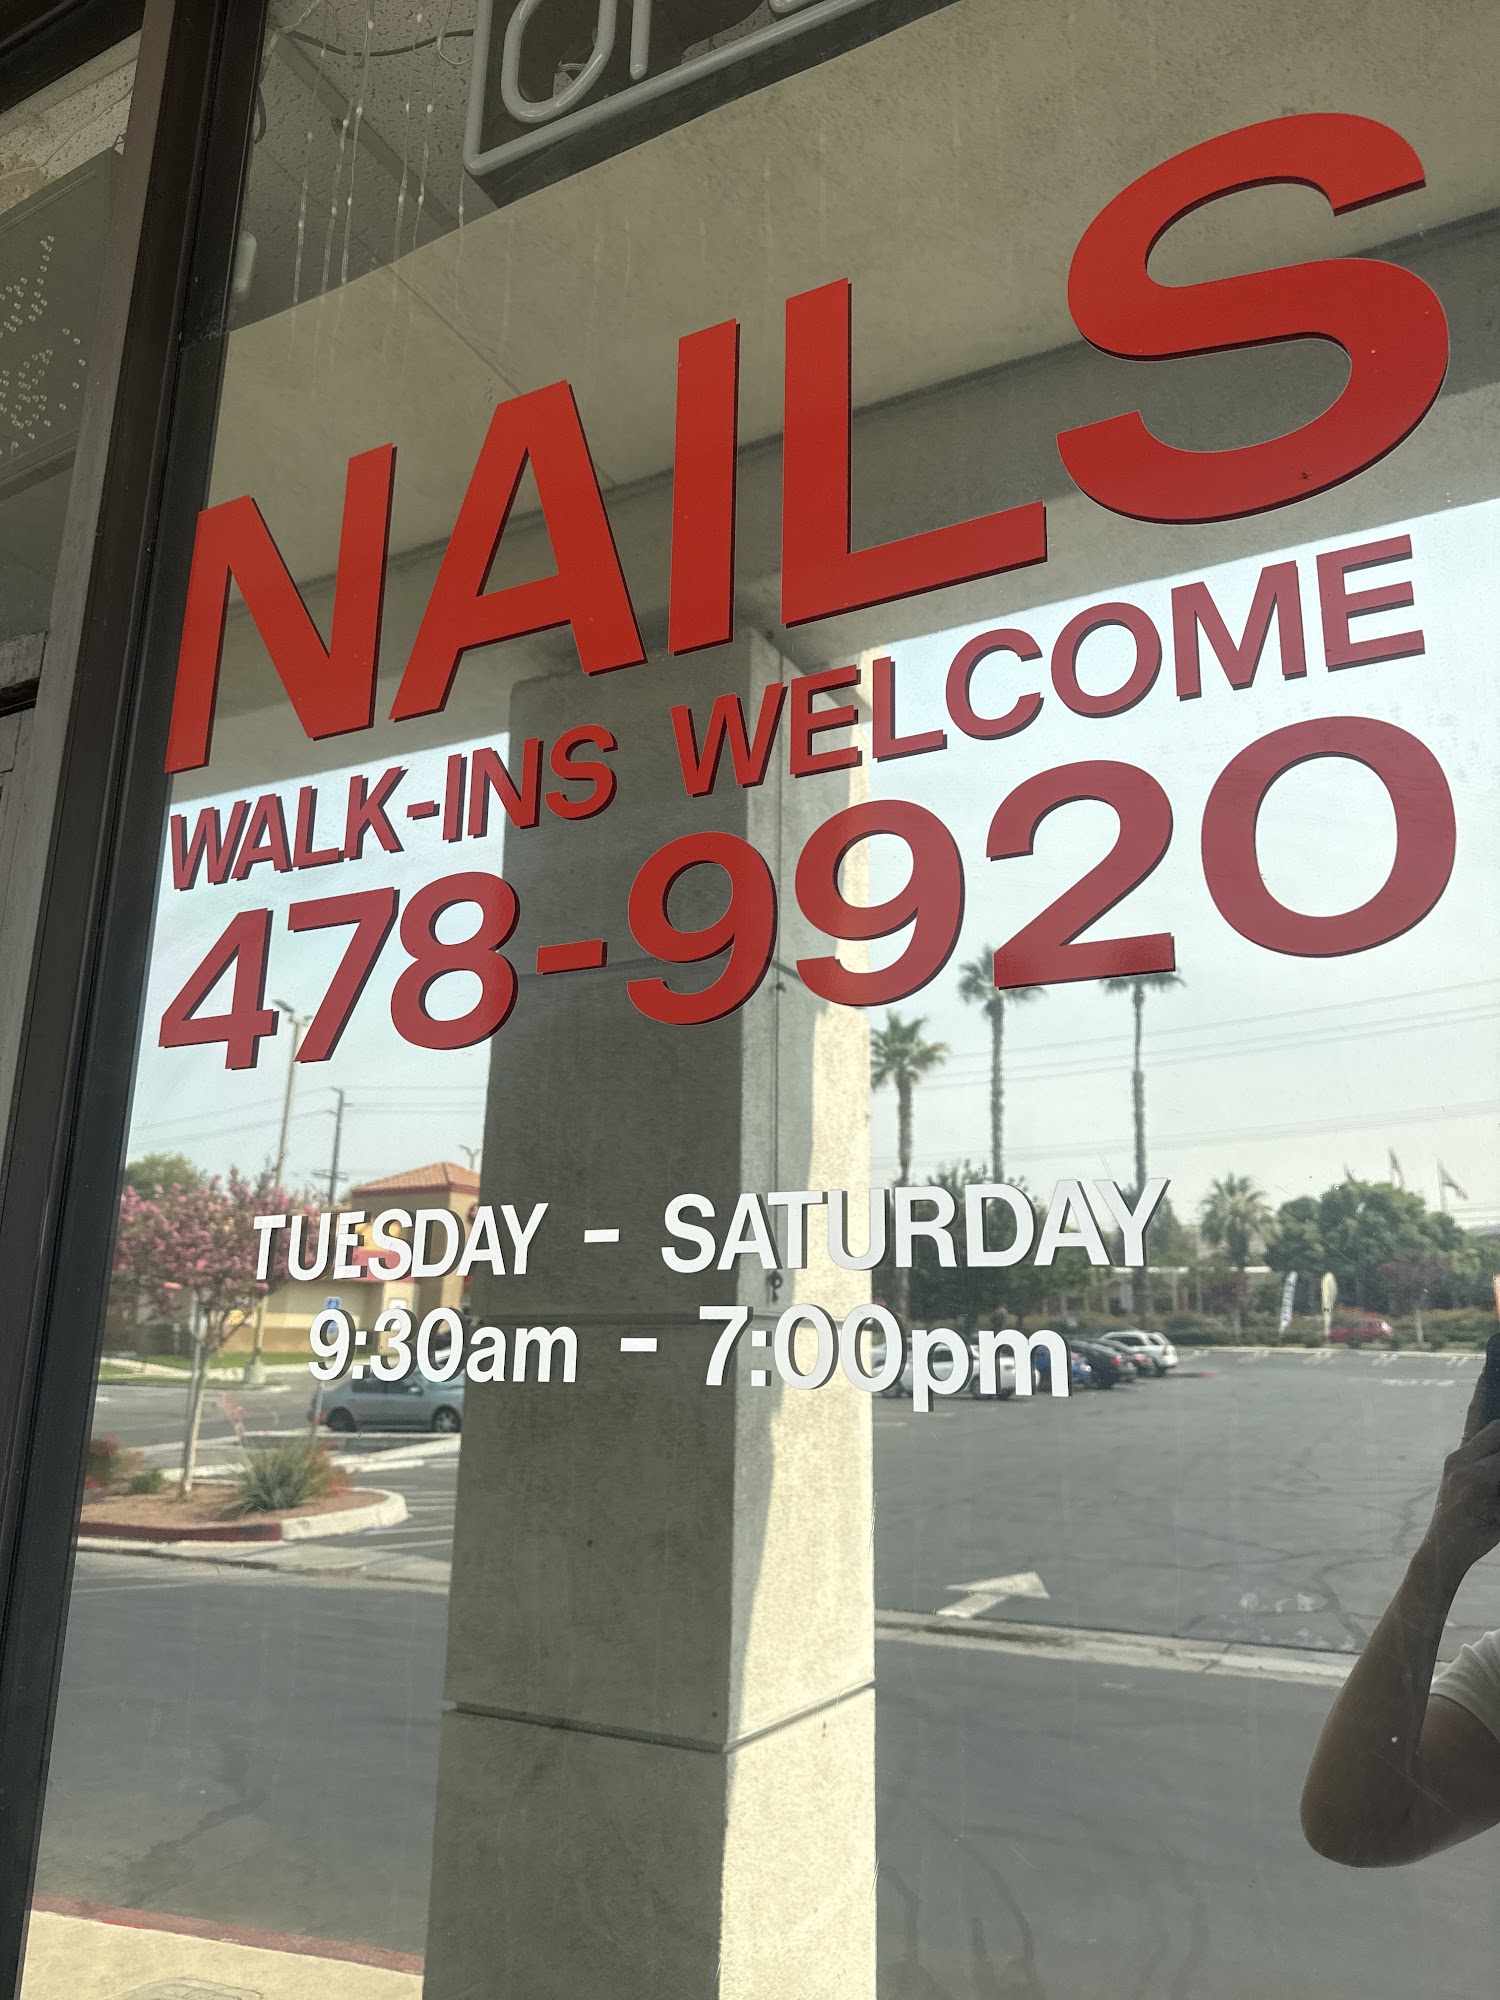 NAILS
WALK-INS WELCOME
478-9920
TUESDAY - SATURDAY
9:30am - 7:00pm